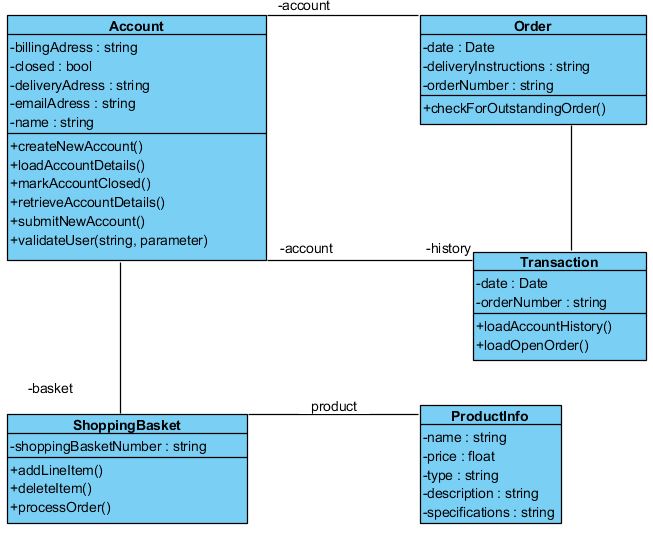 -account
Account
-billingAdress : string
-closed : bool
-deliveryAdress : string
-emailAdress : string
-name : string
+createNewAccount()
+loadAccountDetails()
+markAccountClosed()
+retrieveAccountDetails()
+submitNewAccount()
+validateUser(string, parameter)
Order
-date : Date
-deliveryInstructions : string
-orderNumber : string
+checkForOutstandingOrder()
-account
-history
Transaction
-date : Date
-orderNumber : string
+loadAccountHistory()
+loadOpenOrder()
-basket
ShoppingBasket
-shoppingBasketNumber : string
+addLineItem()
+deleteItem()
+processOrder()
product
ProductInfo
-name : string
-price : float
-type : string
-description : string
-specifications : string